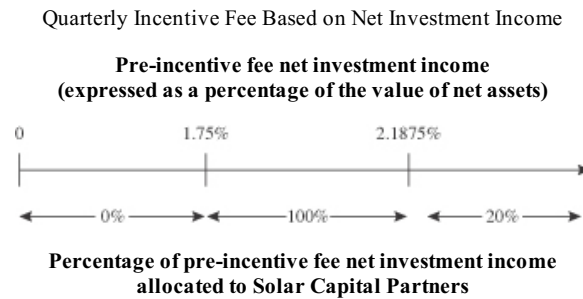 Quarterly Incentive Fee Based on Net Investment Income
Pre-incentive fee net investment income
(expressed as a percentage of the value of net assets)
0 1.75% 2.1875%
0% 100% 20%
Percentage of pre-incentive fee net investment income
allocated to Solar Capital Partners